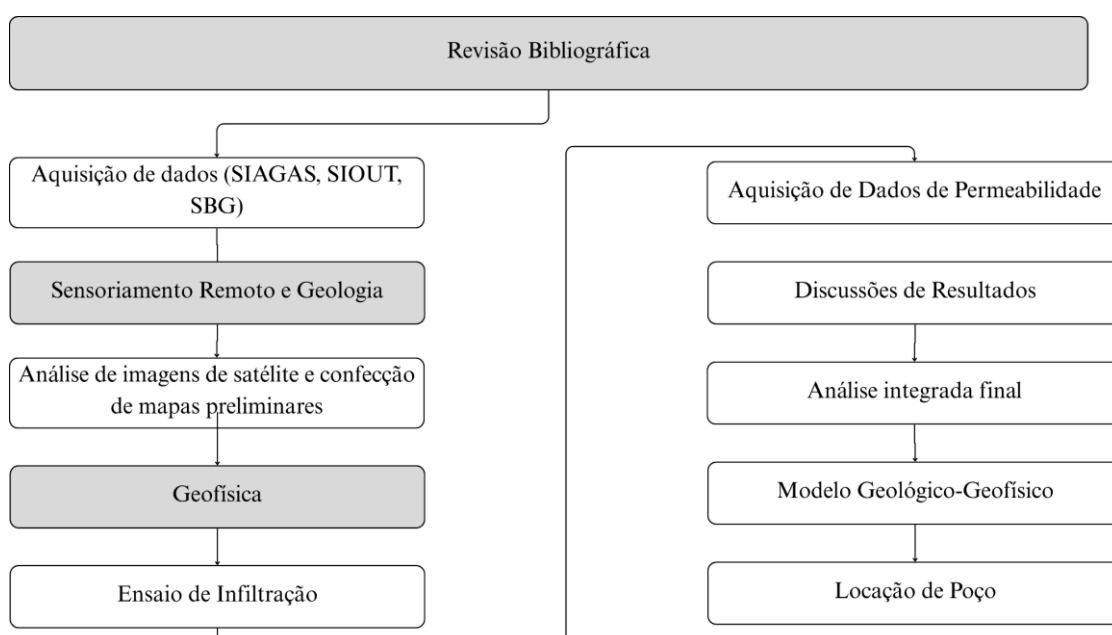 Revisão Bibliográfica
Aquisição de dados (SIAGAS, SIOUT,
SBG)
Sensoriamento Remoto e Geologia
Análise de imagens de satélite e confecção
de mapas preliminares
Geofísica
Ensaio de Infiltração
Aquisição de Dados de Permeabilidade
Discussões de Resultados
Análise integrada final
Modelo Geológico-Geofísico
Locação de Poço